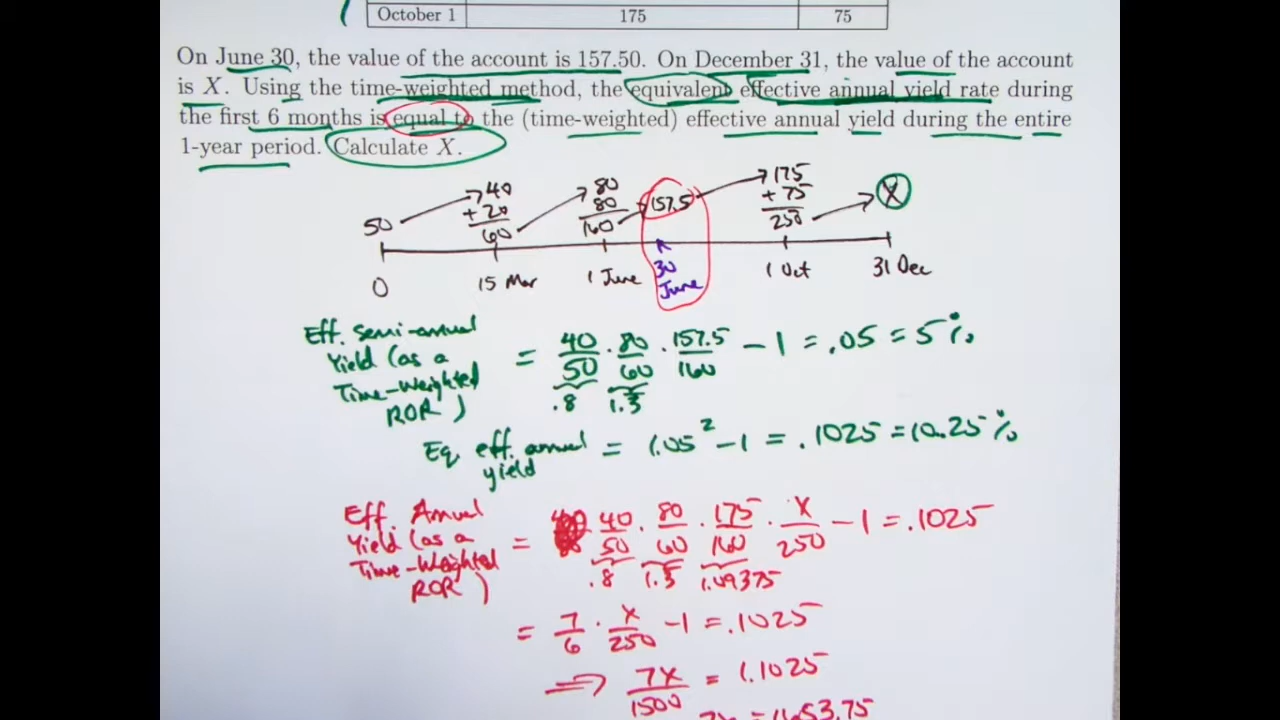 October 1 175 75
On June 30, the value of the account is 157.50. On December 31, the value of the account
is X. Using the time-weighted method, the equivalent effective annual yield rate during
the first 6 months is equal to the (time-weighted) effective annual yield during the entire
1-year period. Calculate X.
50 → 40 + 20 60 → 80 80 160 → 157.5 → 175 + 75 250 → X
0 15 Mar 1 June 30 June 1 Oct 31 Dec
Eff. Semi-annual
Yield (as a
Time-Weighted
ROR)
= 40/50 · 80/60 · 157.5/160 - 1 = .05 = 5%
.8 1.3̄
Eq. eff. annual yield = 1.05² - 1 = .1025 = 10.25%
Eff. Annual
Yield (as a
Time-Weighted
ROR)
= 40/50 · 80/60 · 175/160 · X/250 - 1 = .1025
.8 1.3̄ 1.09375
= 7/6 · X/250 - 1 = .1025
⇒ 7X/1500 = 1.1025
7X = 1653.75